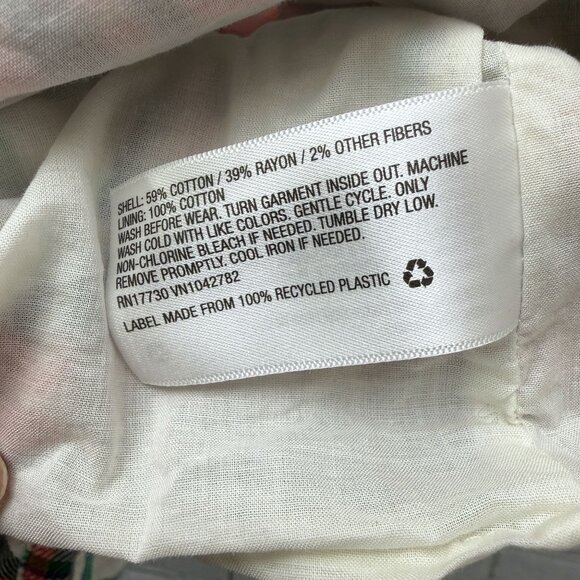 SHELL: 59% COTTON / 39% RAYON / 2% OTHER FIBERS
LINING: 100% COTTON
WASH BEFORE WEAR. TURN GARMENT INSIDE OUT. MACHINE
WASH COLD WITH LIKE COLORS. GENTLE CYCLE. ONLY
NON-CHLORINE BLEACH IF NEEDED. TUMBLE DRY LOW.
REMOVE PROMPTLY. COOL IRON IF NEEDED.
RN17730 VN1042782
LABEL MADE FROM 100% RECYCLED PLASTIC